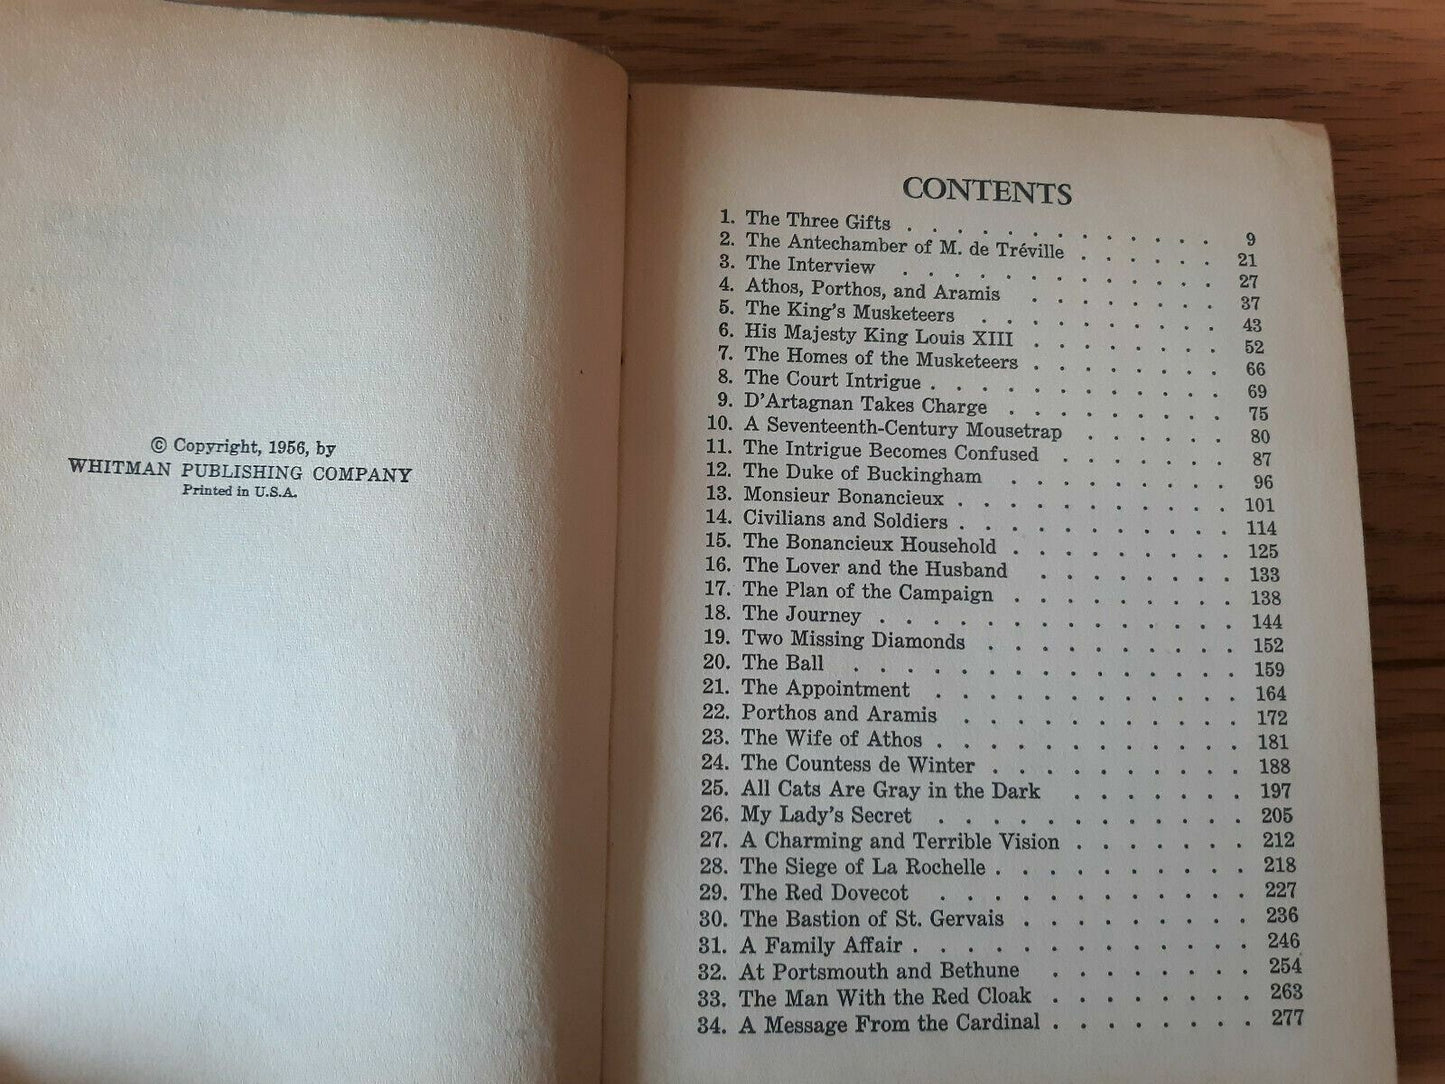 © Copyright, 1956, by
WHITMAN PUBLISHING COMPANY
Printed in U.S.A.
CONTENTS
1. The Three Gifts . . . . . . . . . . . . 9
2. The Antechamber of M. de Tréville . . . . . . 21
3. The Interview . . . . . . . . . . . . 27
4. Athos, Porthos, and Aramis . . . . . . . . 37
5. The King's Musketeers . . . . . . . . . . 43
6. His Majesty King Louis XIII . . . . . . . . 52
7. The Homes of the Musketeers . . . . . . . . 66
8. The Court Intrigue . . . . . . . . . . . . 69
9. D'Artagnan Takes Charge . . . . . . . . . 75
10. A Seventeenth-Century Mousetrap . . . . . . 80
11. The Intrigue Becomes Confused . . . . . . . 87
12. The Duke of Buckingham . . . . . . . . . 96
13. Monsieur Bonancieux . . . . . . . . . . . 101
14. Civilians and Soldiers . . . . . . . . . . . 114
15. The Bonancieux Household . . . . . . . . . 125
16. The Lover and the Husband . . . . . . . . 133
17. The Plan of the Campaign . . . . . . . . . 138
18. The Journey . . . . . . . . . . . . . . 144
19. Two Missing Diamonds . . . . . . . . . . 152
20. The Ball . . . . . . . . . . . . . . . 159
21. The Appointment . . . . . . . . . . . . 164
22. Porthos and Aramis . . . . . . . . . . . 172
23. The Wife of Athos . . . . . . . . . . . . 181
24. The Countess de Winter . . . . . . . . . . 188
25. All Cats Are Gray in the Dark . . . . . . . 197
26. My Lady's Secret . . . . . . . . . . . . 205
27. A Charming and Terrible Vision . . . . . . . 212
28. The Siege of La Rochelle . . . . . . . . . . 218
29. The Red Dovecot . . . . . . . . . . . . 227
30. The Bastion of St. Gervais . . . . . . . . . 236
31. A Family Affair . . . . . . . . . . . . . 246
32. At Portsmouth and Bethune . . . . . . . . 254
33. The Man With the Red Cloak . . . . . . . . 263
34. A Message From the Cardinal . . . . . . . . 277